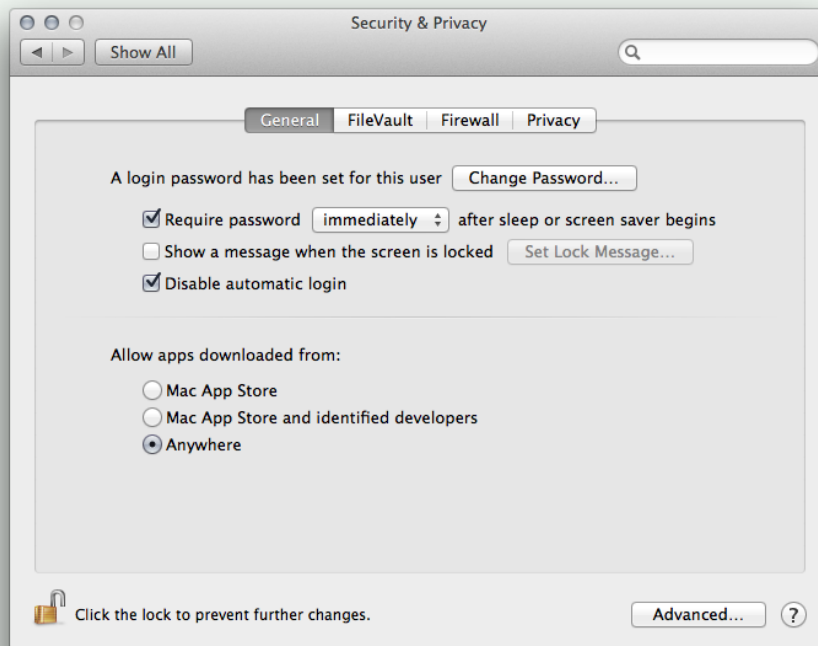 Security & Privacy
Show All
General FileVault Firewall Privacy
A login password has been set for this user Change Password...
Require password immediately after sleep or screen saver begins
Show a message when the screen is locked Set Lock Message...
Disable automatic login
Allow apps downloaded from:
Mac App Store
Mac App Store and identified developers
Anywhere
Click the lock to prevent further changes. Advanced... ?